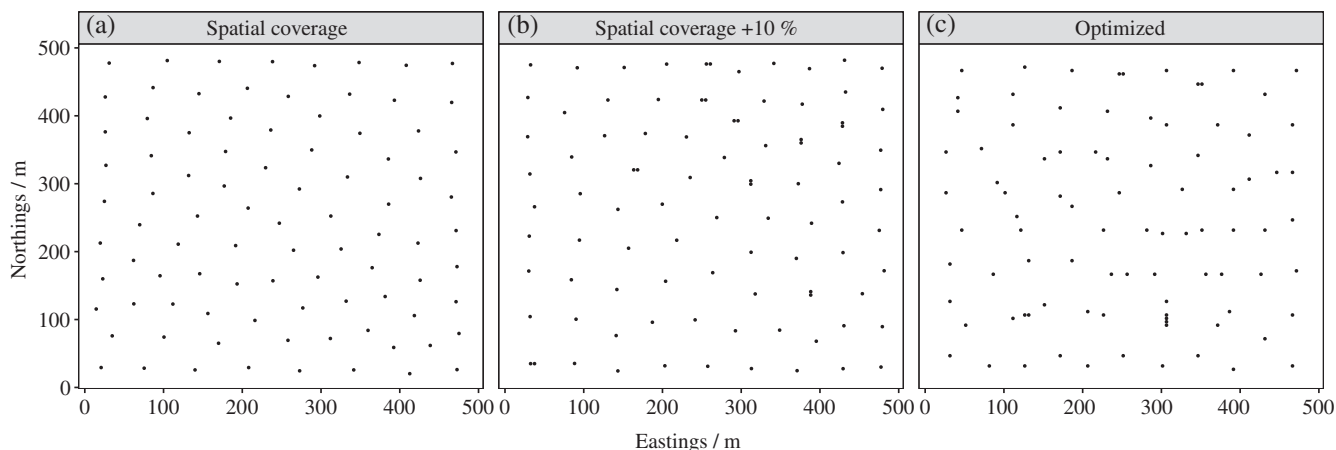 (a) Spatial coverage
(b) Spatial coverage +10 %
(c) Optimized
Northings / m
500
400
300
200
100
0
0 100 200 300 400 500
0 100 200 300 400 500
0 100 200 300 400 500
Eastings / m